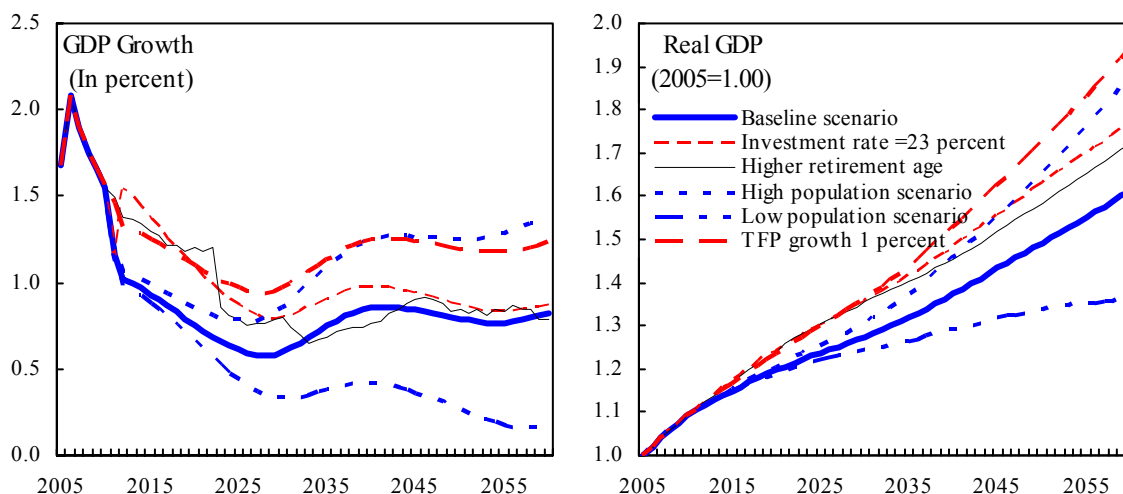 GDP Growth
(In percent)
2.5
2.0
1.5
1.0
0.5
0.0
2005 2015 2025 2035 2045 2055
Real GDP
(2005=1.00)
Baseline scenario
Investment rate =23 percent
Higher retirement age
High population scenario
Low population scenario
TFP growth 1 percent
2.0
1.9
1.8
1.7
1.6
1.5
1.4
1.3
1.2
1.1
1.0
2005 2015 2025 2035 2045 2055